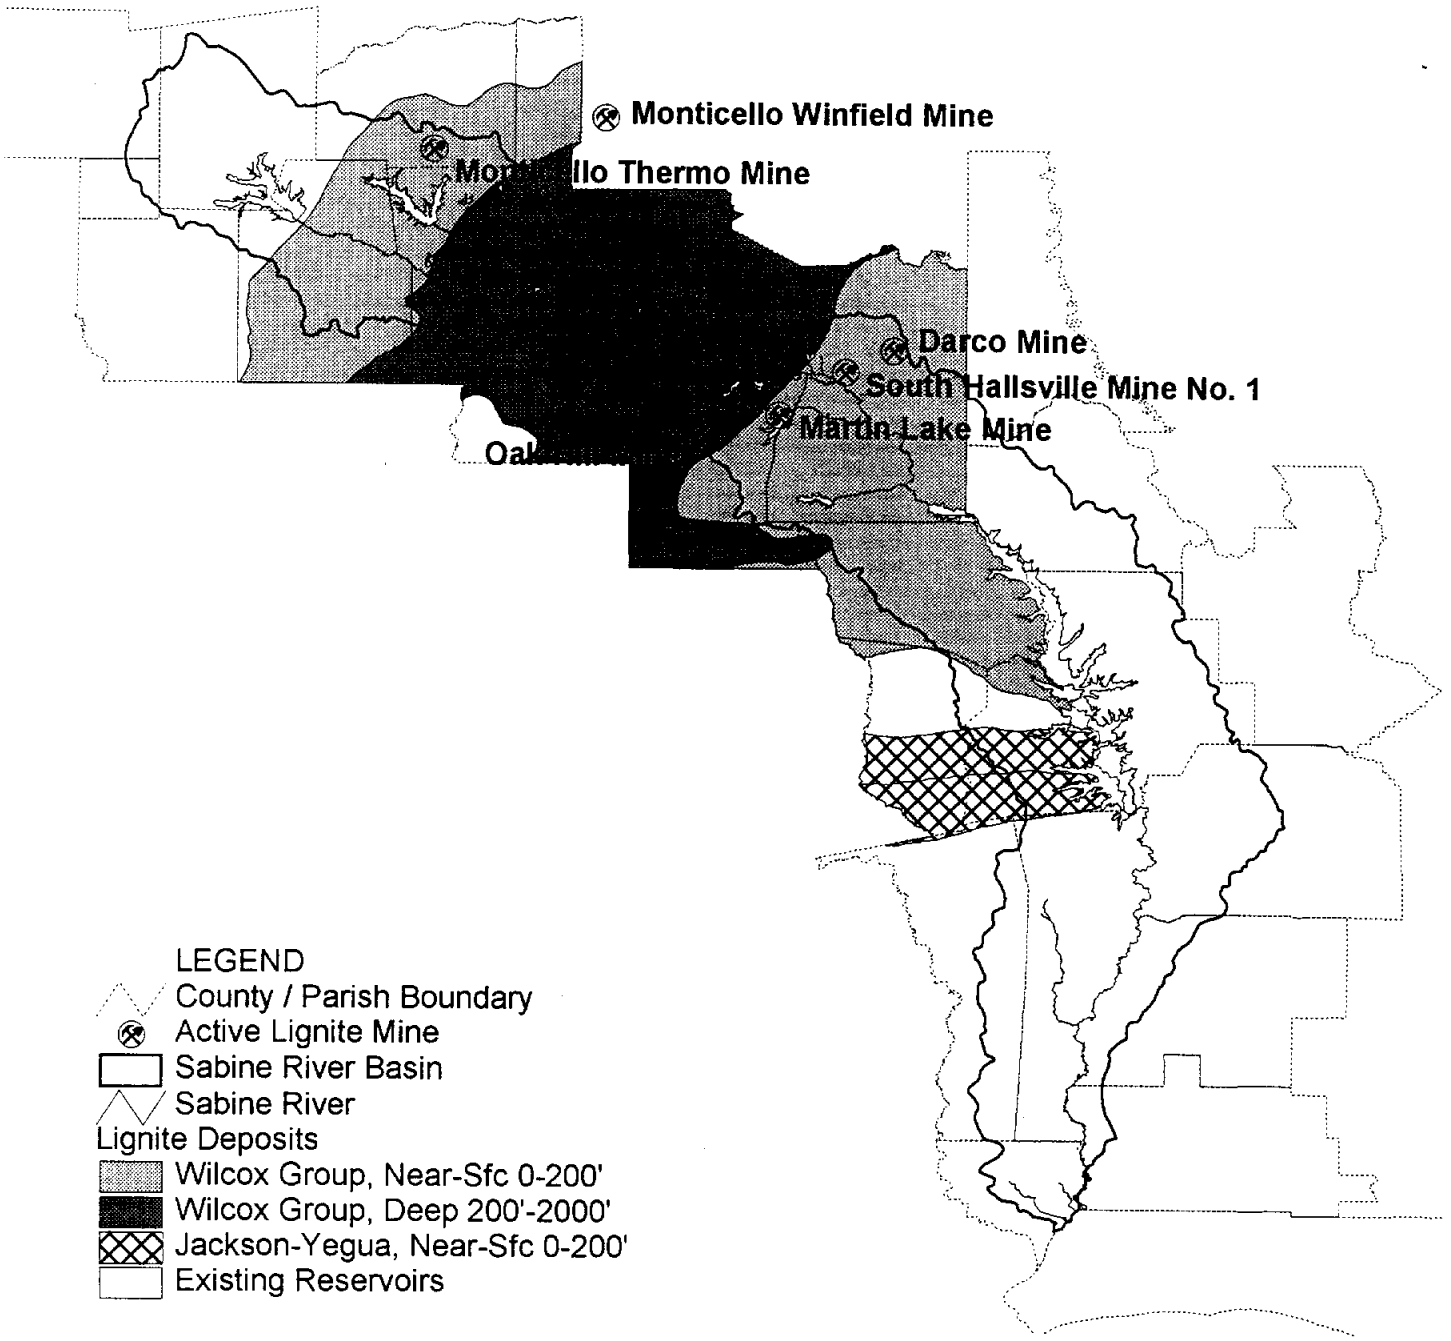 Monticello Winfield Mine
Monticello Thermo Mine
Darco Mine
South Hallsville Mine No. 1
Martin Lake Mine
Oak
LEGEND
County / Parish Boundary
Active Lignite Mine
Sabine River Basin
Sabine River
Lignite Deposits
Wilcox Group, Near-Sfc 0-200'
Wilcox Group, Deep 200'-2000'
Jackson-Yegua, Near-Sfc 0-200'
Existing Reservoirs